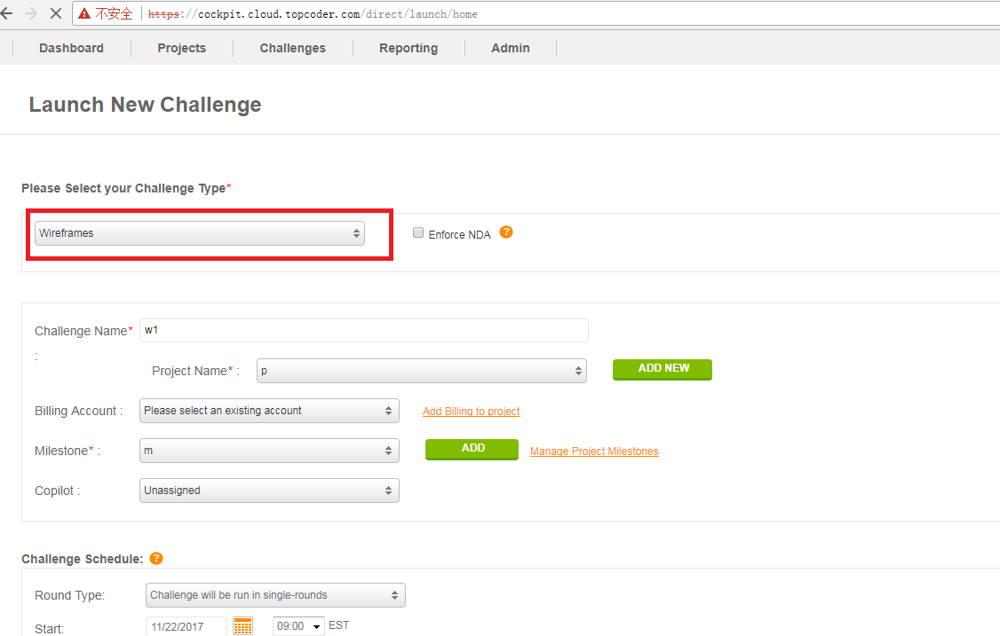 不安全 https://cockpit.cloud.topcoder.com/direct/launch/home
Dashboard Projects Challenges Reporting Admin
Launch New Challenge
Please Select your Challenge Type*
Wireframes Enforce NDA ?
Challenge Name* w1
:
Project Name* : p ADD NEW
Billing Account : Please select an existing account Add Billing to project
Milestone* : m ADD Manage Project Milestones
Copilot : Unassigned
Challenge Schedule: ?
Round Type: Challenge will be run in single-rounds
Start: 11/22/2017 09:00 EST